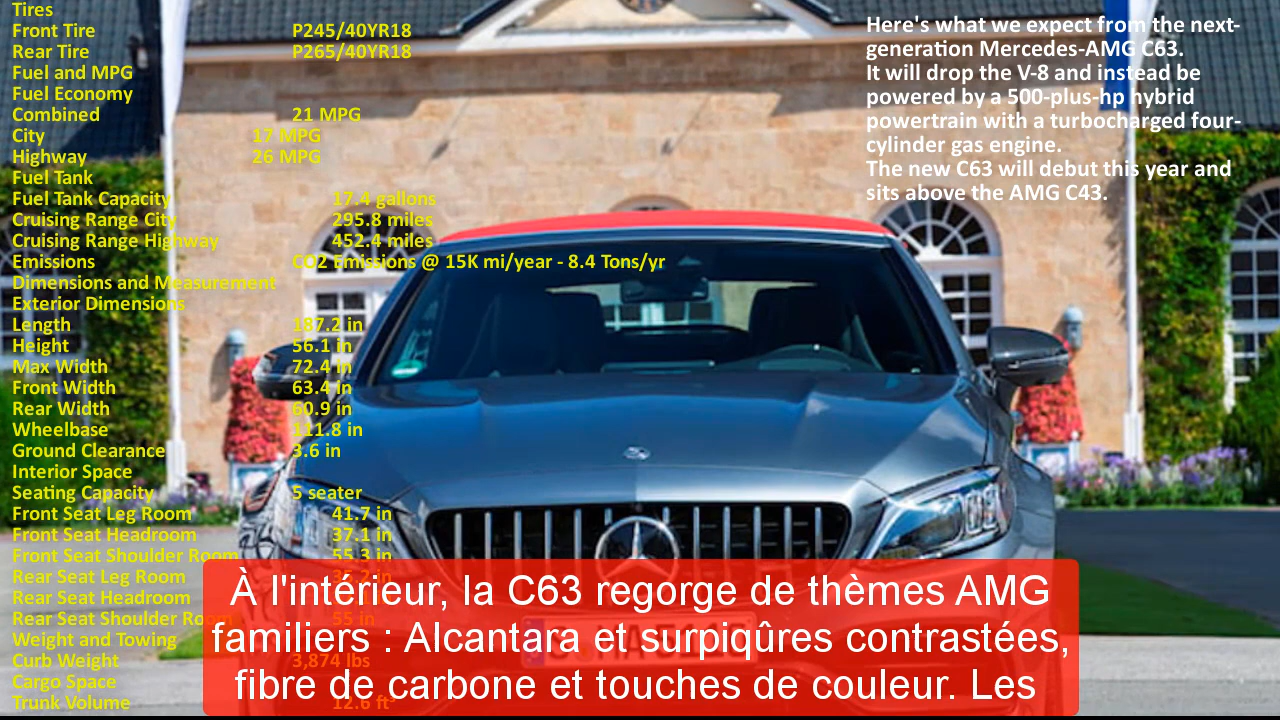 Tires
Front Tire P245/40YR18
Rear Tire P265/40YR18
Fuel and MPG
Fuel Economy
Combined 21 MPG
City 17 MPG
Highway 26 MPG
Fuel Tank
Fuel Tank Capacity 17.4 gallons
Cruising Range City 295.8 miles
Cruising Range Highway 452.4 miles
Emissions CO2 Emissions @ 15K mi/year - 8.4 Tons/yr
Dimensions and Measurement
Exterior Dimensions
Length 187.2 in
Height 56.1 in
Max Width 72.4 in
Front Width 63.4 in
Rear Width 60.9 in
Wheelbase 111.8 in
Ground Clearance 3.6 in
Interior Space
Seating Capacity 5 seater
Front Seat Leg Room 41.7 in
Front Seat Headroom 37.1 in
Front Seat Shoulder Room 55.3 in
Rear Seat Leg Room
Rear Seat Headroom
Rear Seat Shoulder Room 55 in
Weight and Towing
Curb Weight 3,874 lbs
Cargo Space
Trunk Volume 12.6 ft³
Here's what we expect from the next-
generation Mercedes-AMG C63.
It will drop the V-8 and instead be
powered by a 500-plus-hp hybrid
powertrain with a turbocharged four-
cylinder gas engine.
The new C63 will debut this year and
sits above the AMG C43.
À l'intérieur, la C63 regorge de thèmes AMG
familiers : Alcantara et surpiqûres contrastées,
fibre de carbone et touches de couleur. Les